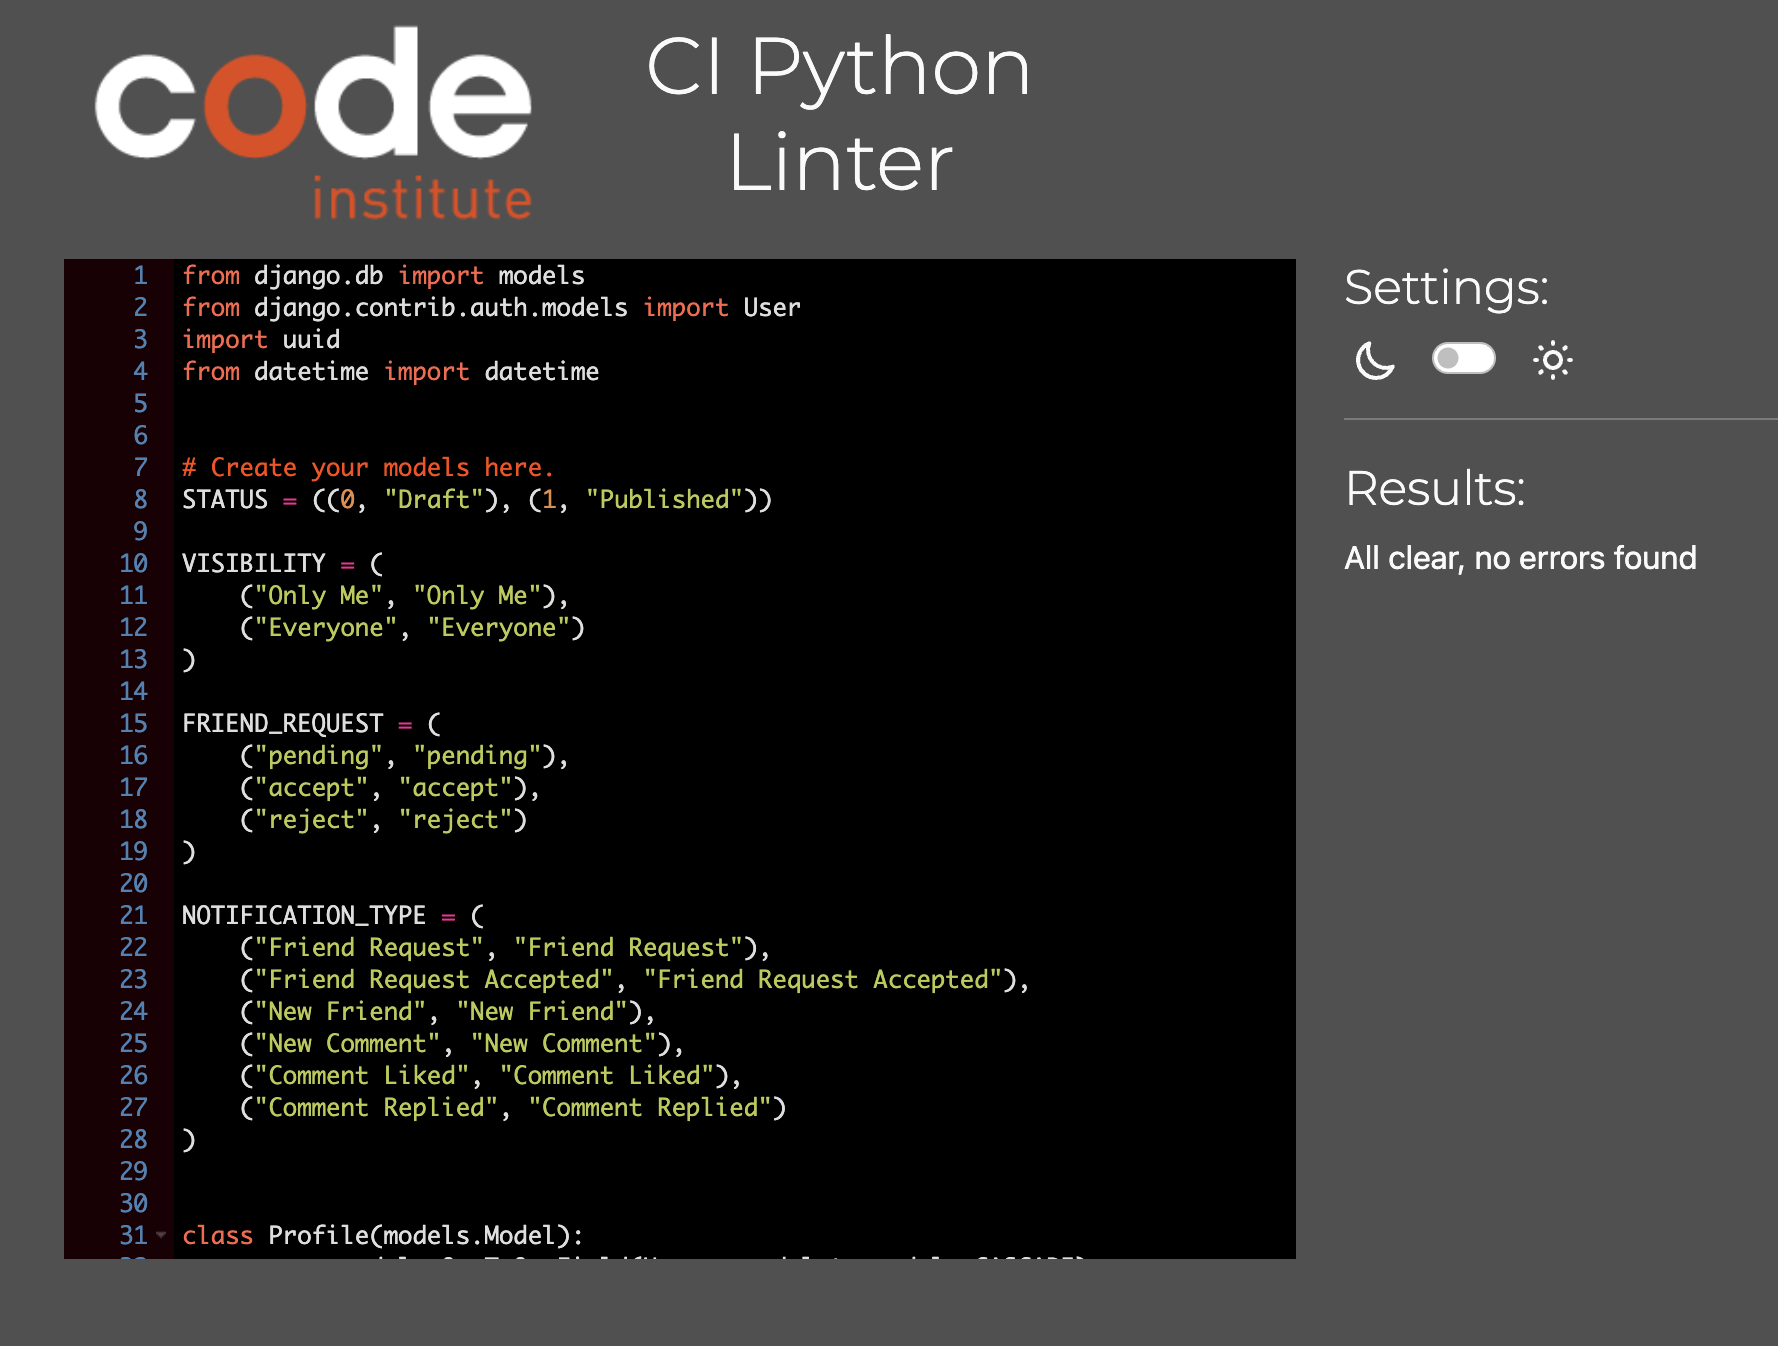 code
institute
CI Python
Linter
1 from django.db import models
2 from django.contrib.auth.models import User
3 import uuid
4 from datetime import datetime
5
6
7 # Create your models here.
8 STATUS = ((0, "Draft"), (1, "Published"))
9
10 VISIBILITY = (
11     ("Only Me", "Only Me"),
12     ("Everyone", "Everyone")
13 )
14
15 FRIEND_REQUEST = (
16     ("pending", "pending"),
17     ("accept", "accept"),
18     ("reject", "reject")
19 )
20
21 NOTIFICATION_TYPE = (
22     ("Friend Request", "Friend Request"),
23     ("Friend Request Accepted", "Friend Request Accepted"),
24     ("New Friend", "New Friend"),
25     ("New Comment", "New Comment"),
26     ("Comment Liked", "Comment Liked"),
27     ("Comment Replied", "Comment Replied")
28 )
29
30
31 class Profile(models.Model):
Settings:
Results:
All clear, no errors found